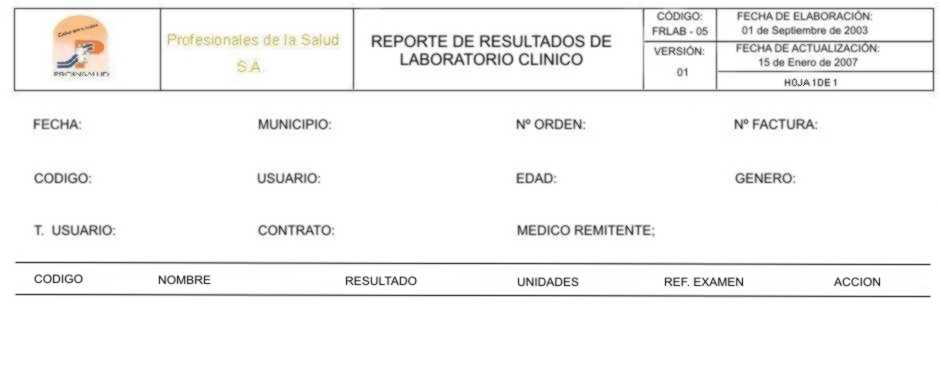 PROINSALUD
Profesionales de la Salud
S.A.
REPORTE DE RESULTADOS DE
LABORATORIO CLINICO
CÓDIGO:
FRLAB - 05
VERSIÓN:
01
FECHA DE ELABORACIÓN:
01 de Septiembre de 2003
FECHA DE ACTUALIZACIÓN:
15 de Enero de 2007
HOJA 1 DE 1
FECHA: MUNICIPIO: Nº ORDEN: Nº FACTURA:
CODIGO: USUARIO: EDAD: GENERO:
T. USUARIO: CONTRATO: MEDICO REMITENTE;
CODIGO NOMBRE RESULTADO UNIDADES REF. EXAMEN ACCION